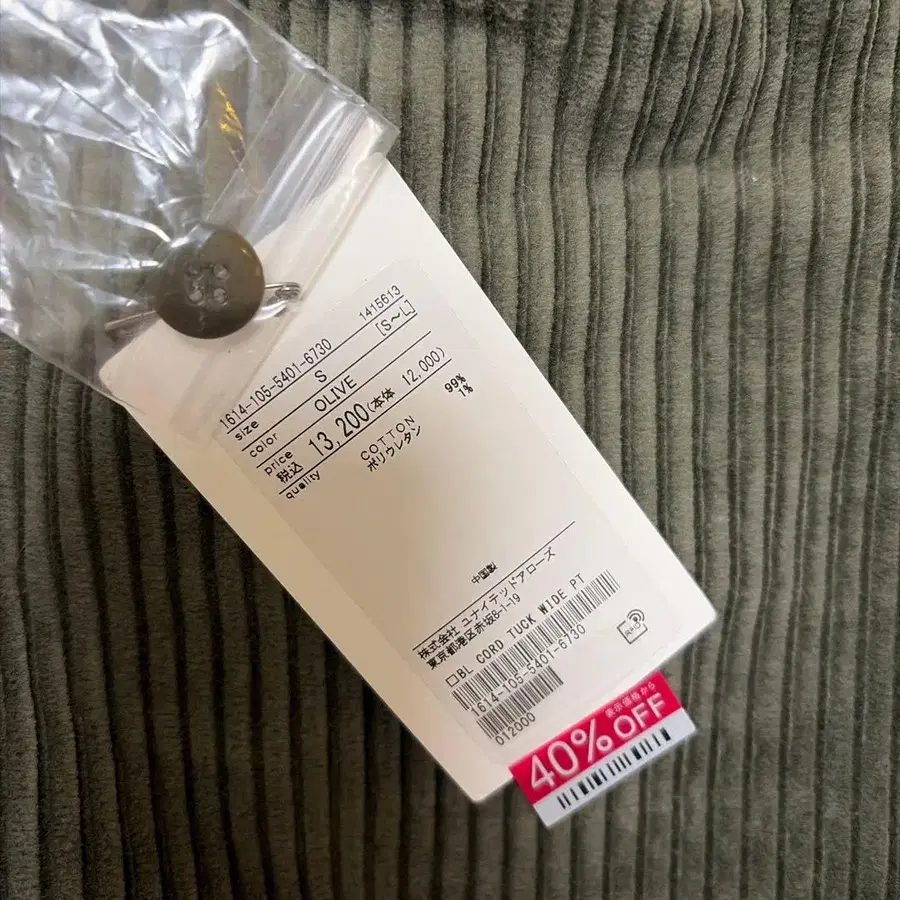 1614-105-5401-6730 1415613
size S [S~L]
color OLIVE
price
税込 13,200(本体 12,000)
quality COTTON 99%
ポリウレタン 1%
中国製
株式会社 ユナイテッドアローズ
東京都港区赤坂8-1-19
□BL CORD TUCK WIDE PT
1614-105-5401-6730
012000
RFID
表示価格から
40%OFF